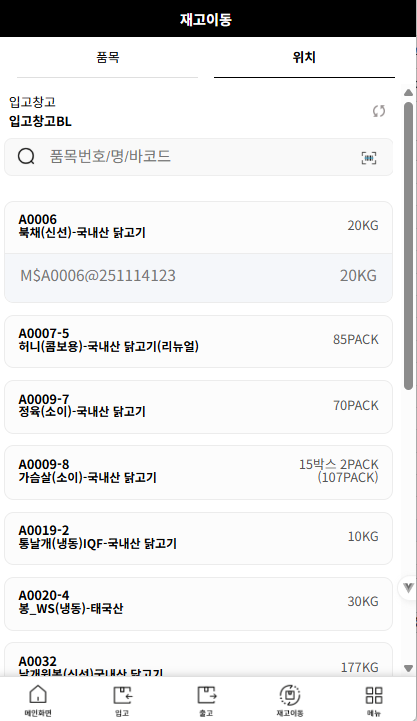 재고이동
품목
위치
입고창고
입고창고BL
품목번호/명/바코드
A0006
북채(신선)-국내산 닭고기
20KG
M$A0006@251114123
20KG
A0007-5
허니(콤보용)-국내산 닭고기(리뉴얼)
85PACK
A0009-7
정육(소이)-국내산 닭고기
70PACK
A0009-8
가슴살(소이)-국내산 닭고기
15박스 2PACK
(107PACK)
A0019-2
통날개(냉동)IQF-국내산 닭고기
10KG
A0020-4
봉_WS(냉동)-태국산
30KG
A0032
날개윙봉(신선)국내산 닭고기
177KG
메인화면
입고
출고
재고이동
메뉴